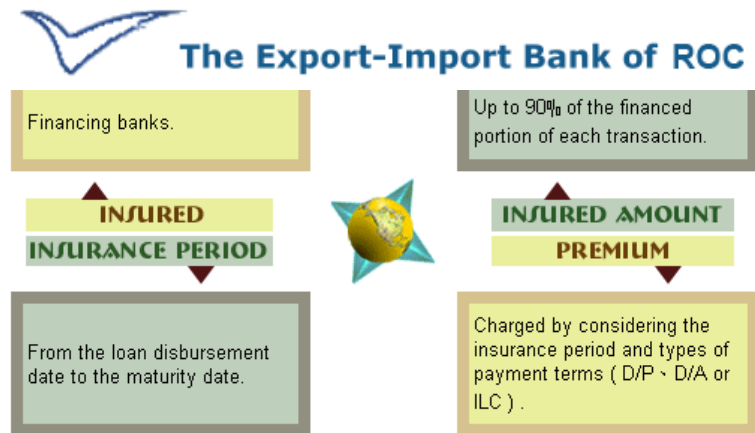 The Export-Import Bank of ROC
Financing banks.
INSURED
INSURANCE PERIOD
From the loan disbursement
date to the maturity date.
Up to 90% of the financed
portion of each transaction.
INSURED AMOUNT
PREMIUM
Charged by considering the
insurance period and types of
payment terms ( D/P、D/A or
ILC ) .